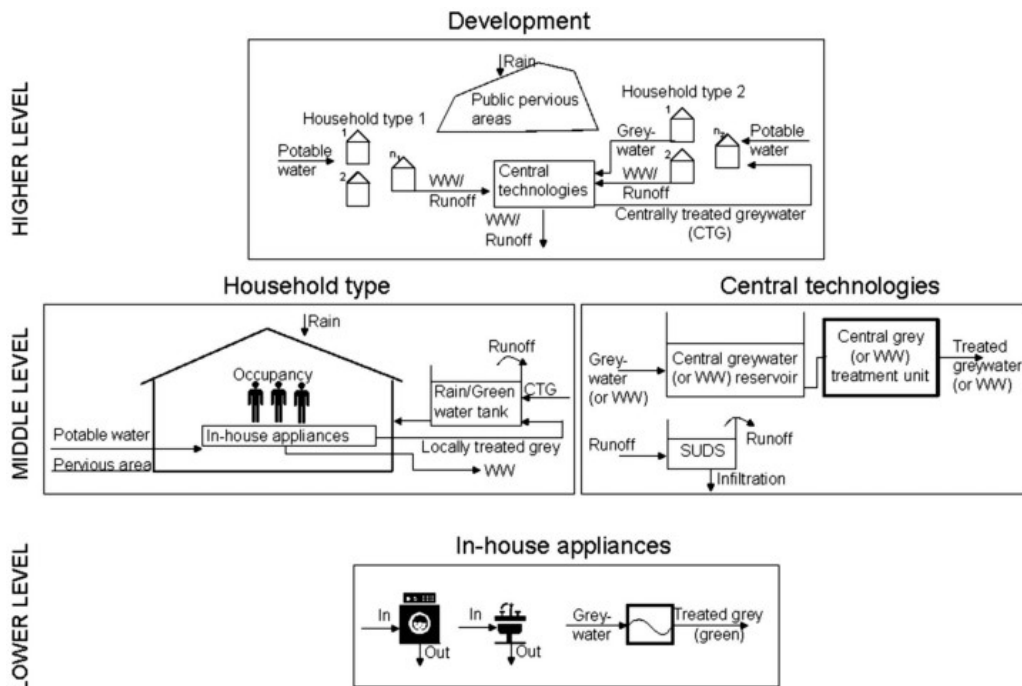 Development
HIGHER LEVEL
Rain
Public pervious
areas
Household type 1
1
2
n₁
Potable
water
WW/
Runoff
Household type 2
1
2
n₂
Grey-
water
WW/
Runoff
Potable
water
Central
technologies
Centrally treated greywater
(CTG)
WW/
Runoff
MIDDLE LEVEL
Household type
Rain
Occupancy
In-house appliances
Potable water
Pervious area
Runoff
Rain/Green
water tank
CTG
Locally treated grey
WW
Central technologies
Grey-
water
(or WW)
Central greywater
(or WW) reservoir
Central grey
(or WW)
treatment unit
Treated
greywater
(or WW)
Runoff
SUDS
Runoff
Infiltration
LOWER LEVEL
In-house appliances
In
Out
In
Out
Grey-
water
Treated grey
(green)